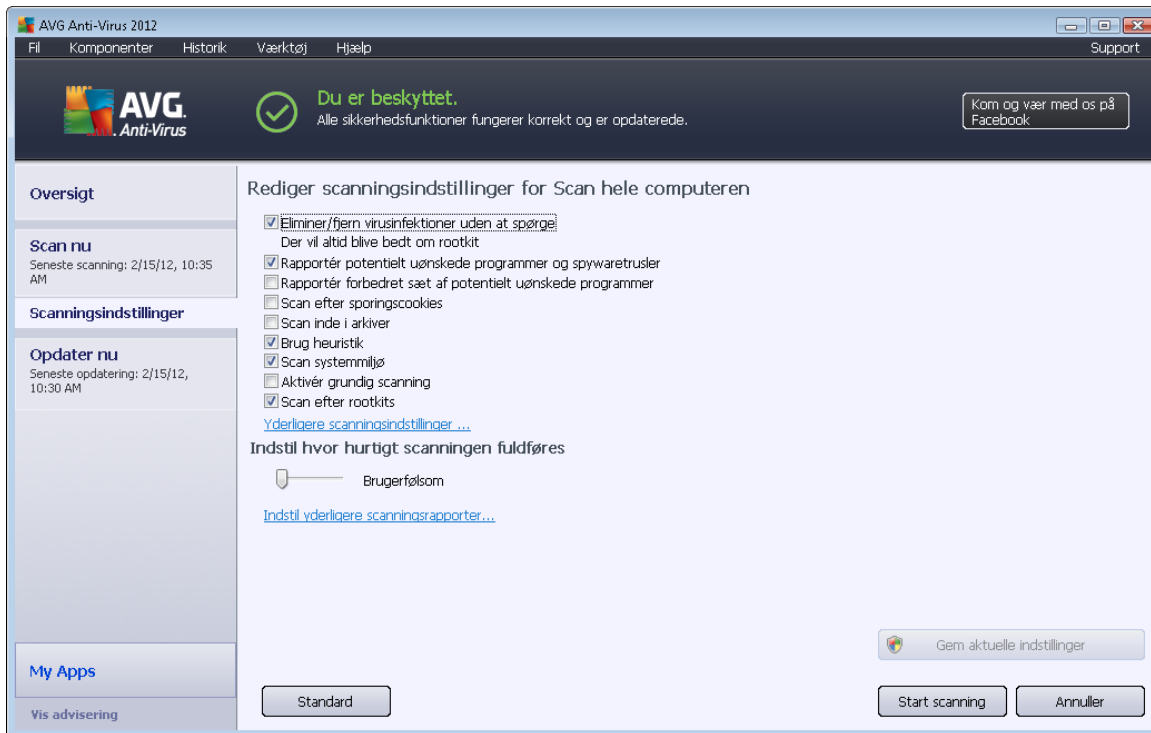 AVG Anti-Virus 2012
Fil Komponenter Historik Værktøj Hjælp Support
AVG.
Anti-Virus
Du er beskyttet.
Alle sikkerhedsfunktioner fungerer korrekt og er opdaterede.
Kom og vær med os på
Facebook
Oversigt
Scan nu
Seneste scanning: 2/15/12, 10:35
AM
Scanningsindstillinger
Opdater nu
Seneste opdatering: 2/15/12,
10:30 AM
My Apps
Vis advisering
Rediger scanningsindstillinger for Scan hele computeren
Eliminer/fjern virusinfektioner uden at spørge
Der vil altid blive bedt om rootkit
Rapportér potentielt uønskede programmer og spywaretrusler
Rapportér forbedret sæt af potentielt uønskede programmer
Scan efter sporingscookies
Scan inde i arkiver
Brug heuristik
Scan systemmiljø
Aktivér grundig scanning
Scan efter rootkits
Yderligere scanningsindstillinger ...
Indstil hvor hurtigt scanningen fuldføres
Brugerfølsom
Indstil yderligere scanningsrapporter...
Gem aktuelle indstillinger
Standard
Start scanning
Annuller